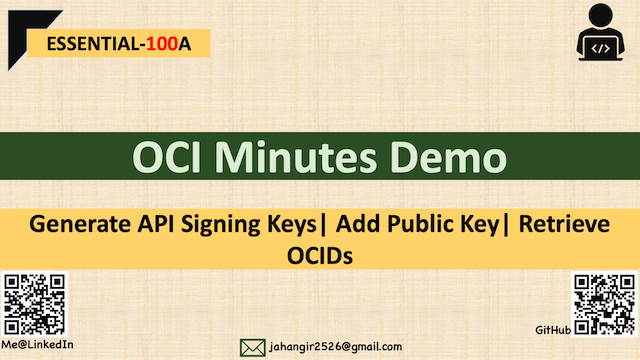 ESSENTIAL-100A
</>
OCI Minutes Demo
Generate API Signing Keys| Add Public Key| Retrieve
OCIDs
Me@LinkedIn
GitHub
jahangir2526@gmail.com